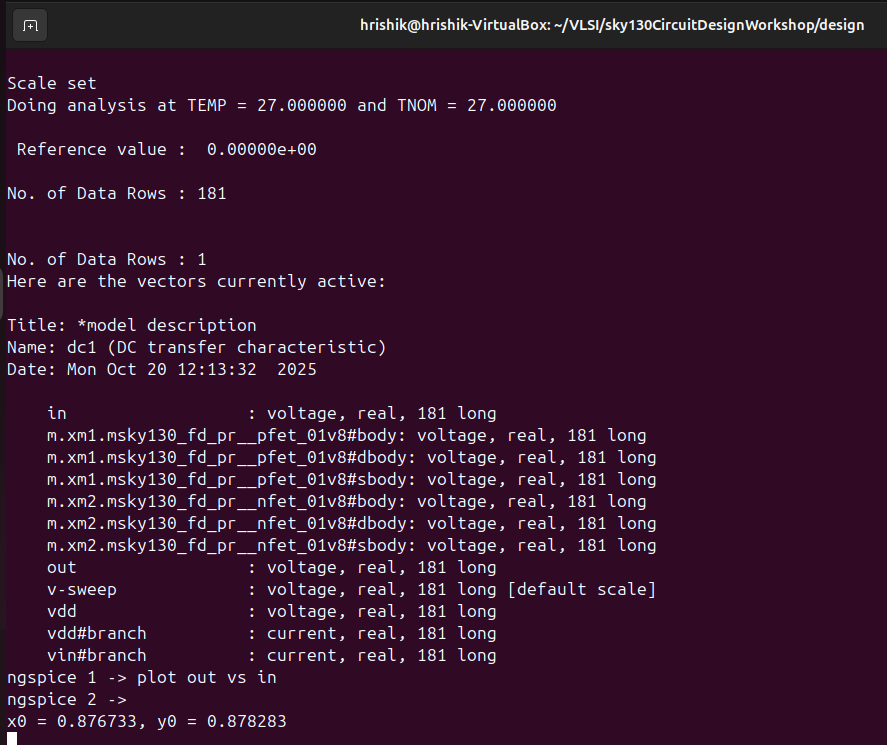 hrishik@hrishik-VirtualBox: ~/VLSI/sky130CircuitDesignWorkshop/design
Scale set
Doing analysis at TEMP = 27.000000 and TNOM = 27.000000
Reference value :  0.00000e+00
No. of Data Rows : 181
No. of Data Rows : 1
Here are the vectors currently active:
Title: *model description
Name: dc1 (DC transfer characteristic)
Date: Mon Oct 20 12:13:32  2025
in                  : voltage, real, 181 long
m.xm1.msky130_fd_pr__pfet_01v8#body: voltage, real, 181 long
m.xm1.msky130_fd_pr__pfet_01v8#dbody: voltage, real, 181 long
m.xm1.msky130_fd_pr__pfet_01v8#sbody: voltage, real, 181 long
m.xm2.msky130_fd_pr__nfet_01v8#body: voltage, real, 181 long
m.xm2.msky130_fd_pr__nfet_01v8#dbody: voltage, real, 181 long
m.xm2.msky130_fd_pr__nfet_01v8#sbody: voltage, real, 181 long
out                 : voltage, real, 181 long
v-sweep             : voltage, real, 181 long [default scale]
vdd                 : voltage, real, 181 long
vdd#branch          : current, real, 181 long
vin#branch          : current, real, 181 long
ngspice 1 -> plot out vs in
ngspice 2 ->
x0 = 0.876733, y0 = 0.878283